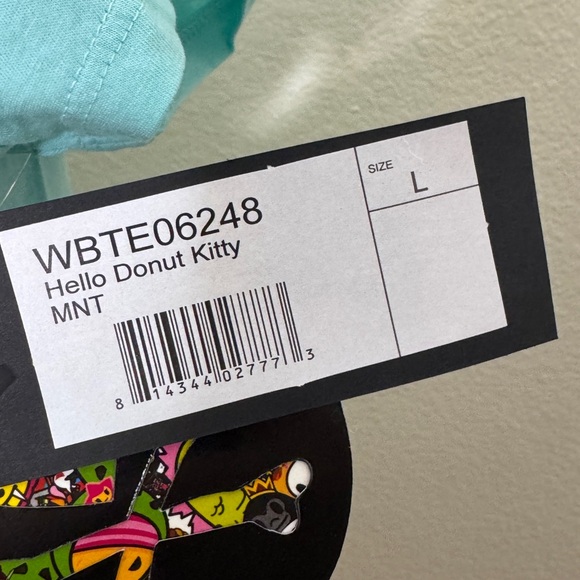 WBTE06248
Hello Donut Kitty
MNT
8 14344 02777 3
SIZE
L